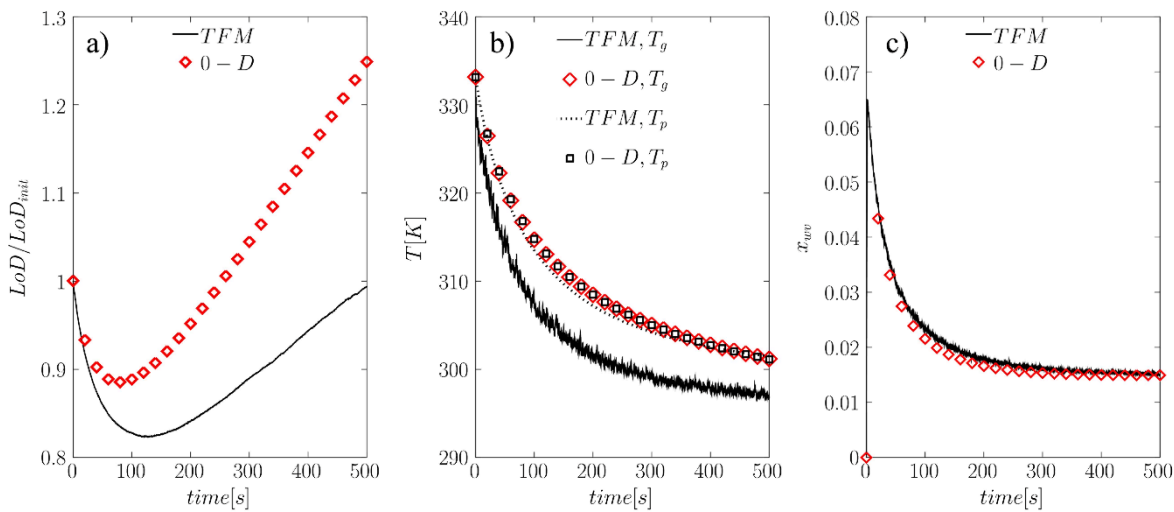 a)
TFM
0 − D
LoD/LoD_init
1.3
1.2
1.1
1
0.9
0.8
0 100 200 300 400 500
time[s]
b)
TFM, T_g
0 − D, T_g
TFM, T_p
0 − D, T_p
T[K]
340
330
320
310
300
290
0 100 200 300 400 500
time[s]
c)
TFM
0 − D
x_wv
0.08
0.07
0.06
0.05
0.04
0.03
0.02
0.01
0
0 100 200 300 400 500
time[s]